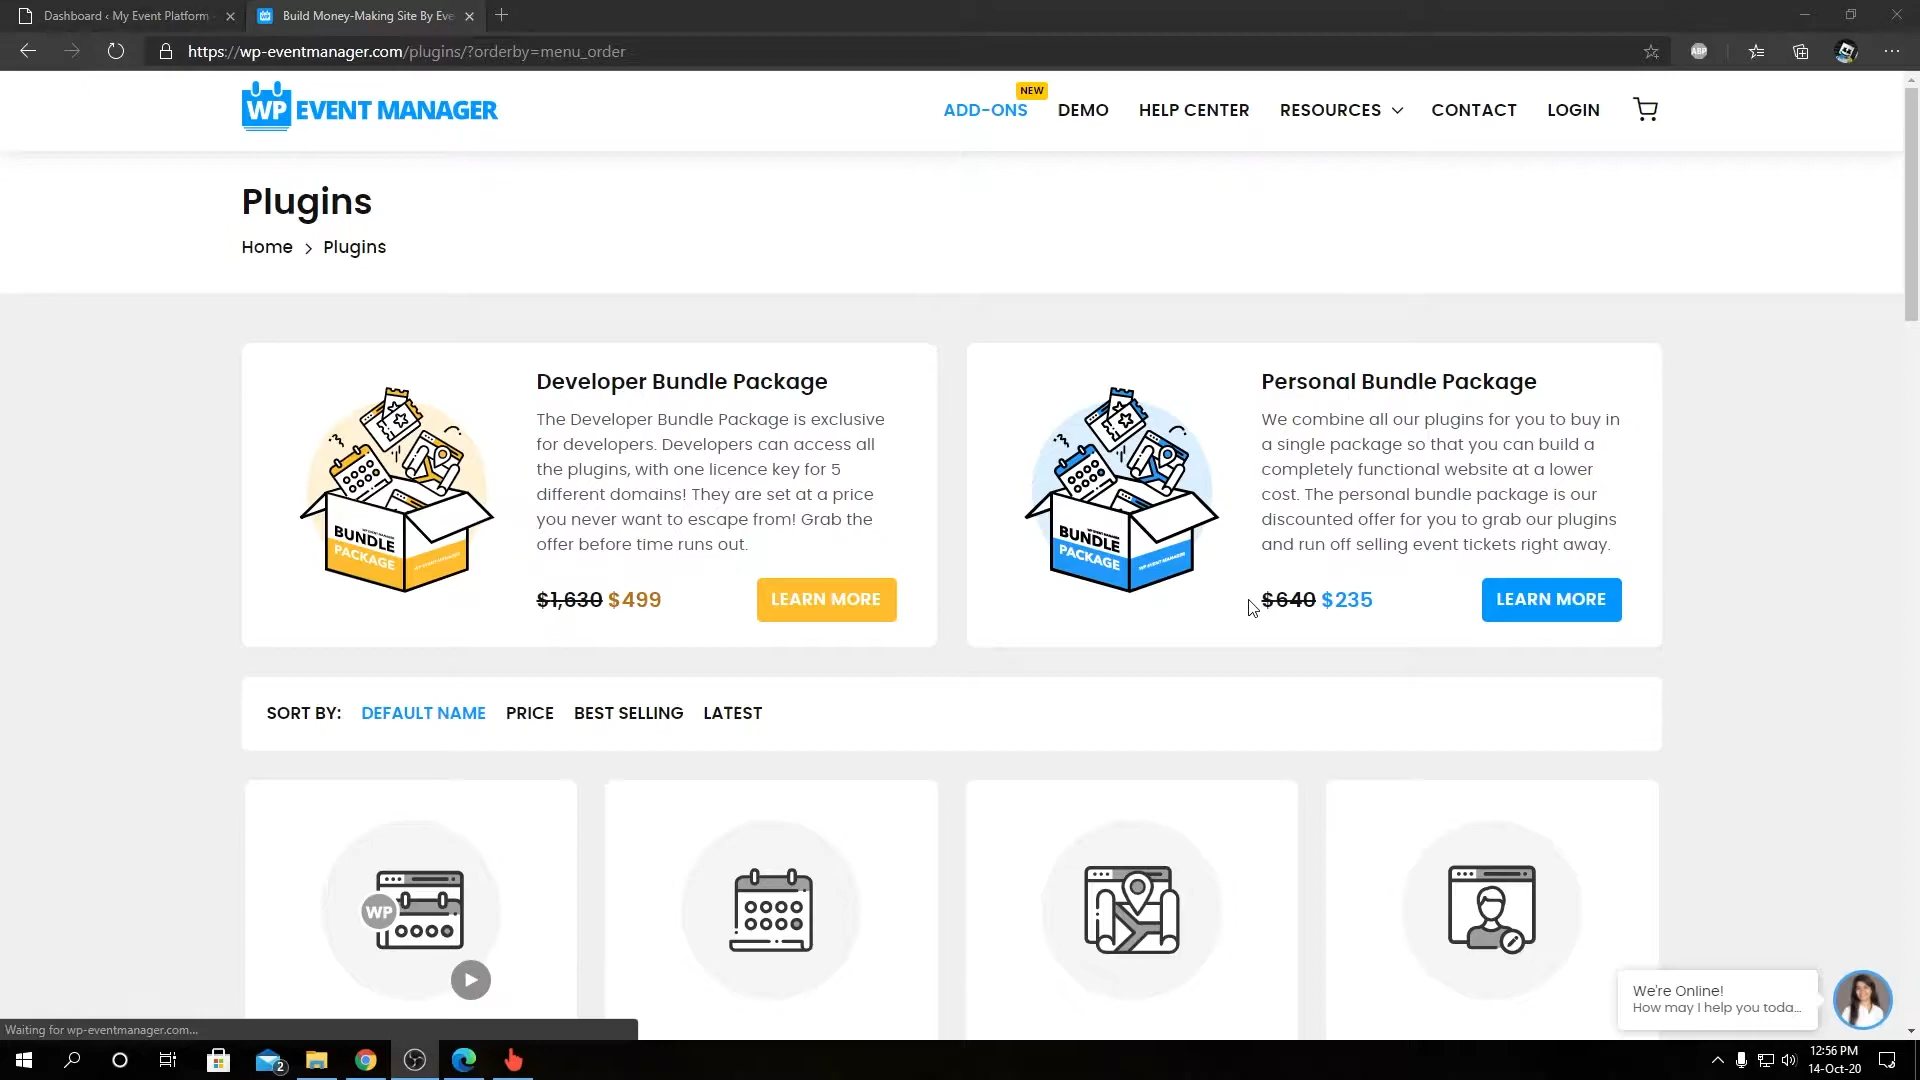 Dashboard ‹ My Event Platform
Build Money-Making Site By Eve
https://wp-eventmanager.com/plugins/?orderby=menu_order
ABP
WP EVENT MANAGER
NEW
ADD-ONS
DEMO
HELP CENTER
RESOURCES
CONTACT
LOGIN
Plugins
Home > Plugins
Developer Bundle Package
The Developer Bundle Package is exclusive
for developers. Developers can access all
the plugins, with one licence key for 5
different domains! They are set at a price
you never want to escape from! Grab the
offer before time runs out.
$1,630 $499
LEARN MORE
BUNDLE
PACKAGE
Personal Bundle Package
We combine all our plugins for you to buy in
a single package so that you can build a
completely functional website at a lower
cost. The personal bundle package is our
discounted offer for you to grab our plugins
and run off selling event tickets right away.
$640 $235
LEARN MORE
BUNDLE
PACKAGE
SORT BY: DEFAULT NAME PRICE BEST SELLING LATEST
WP
We're Online!
How may I help you toda...
Waiting for wp-eventmanager.com...
2
12:56 PM
14-Oct-20